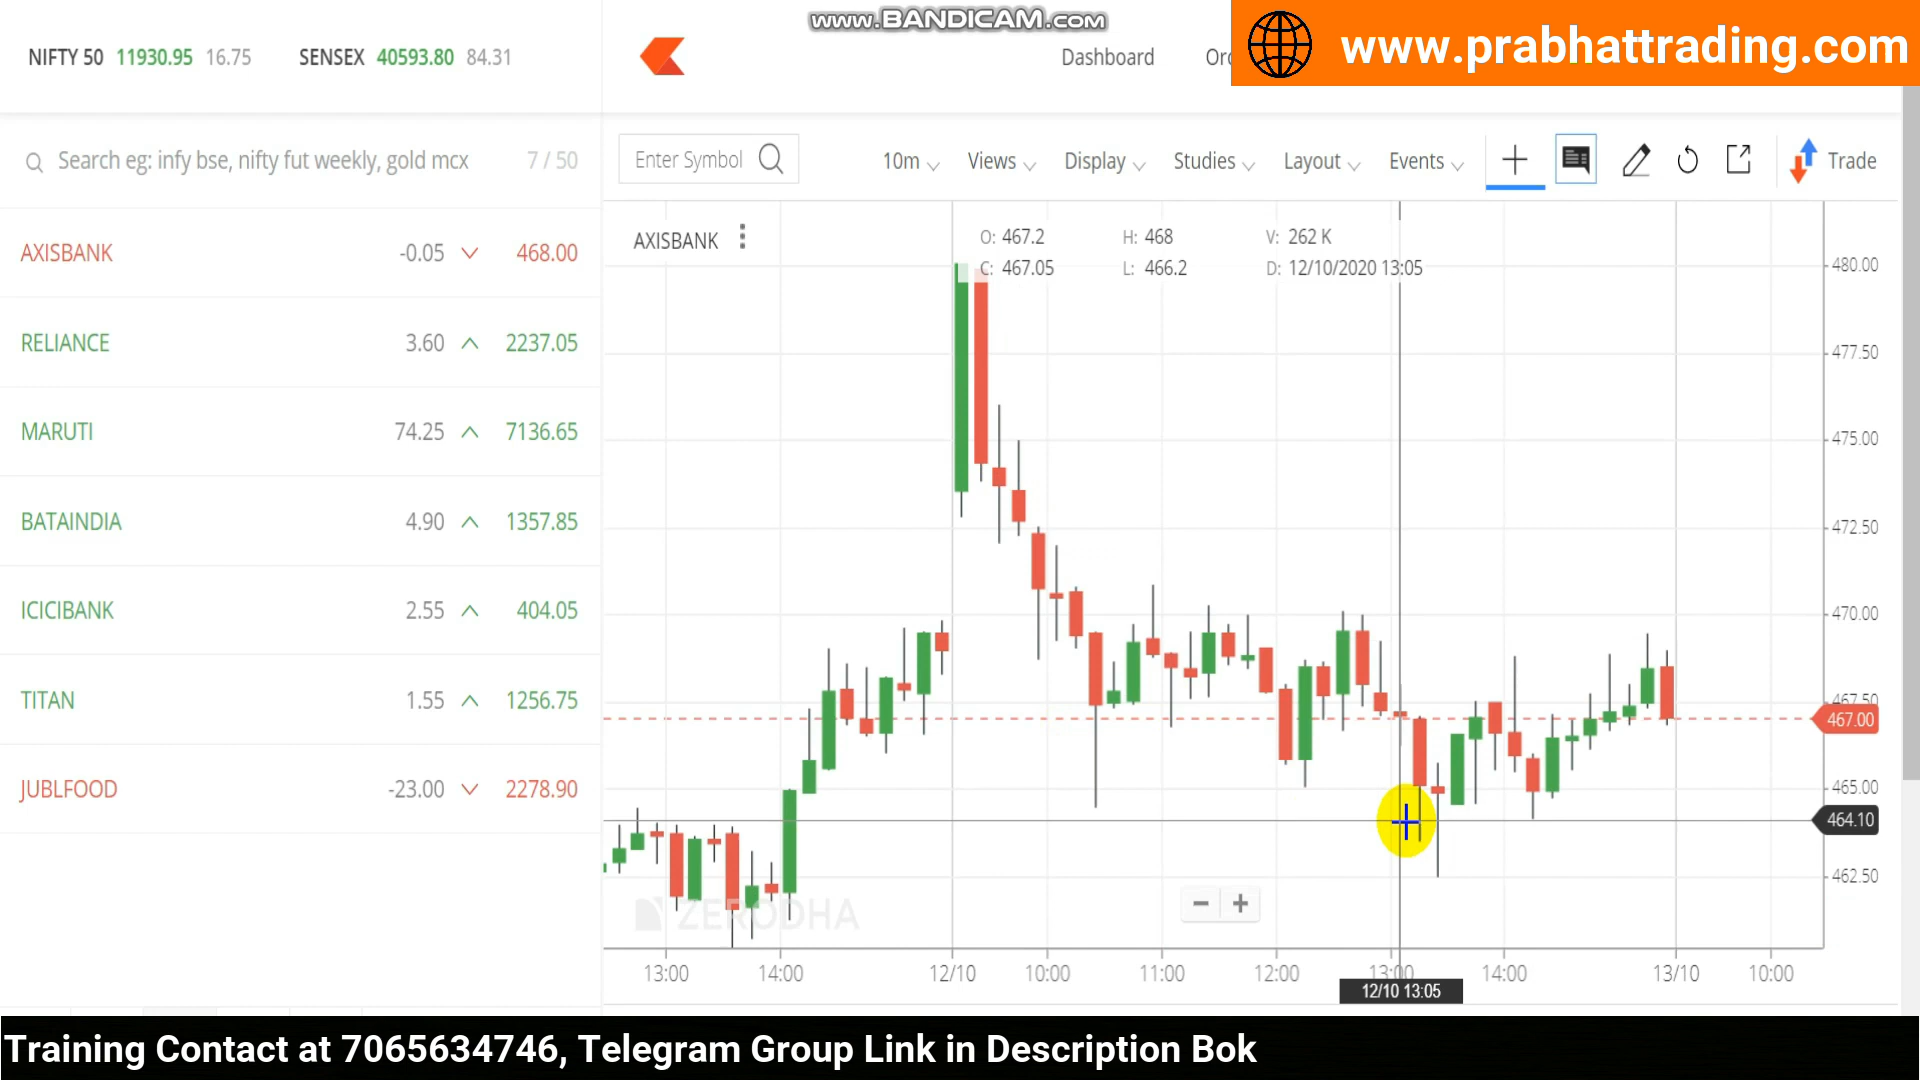 www.BANDICAM.com
www.prabhattrading.com
NIFTY 50 11930.95 16.75 SENSEX 40593.80 84.31
Dashboard
Search eg: infy bse, nifty fut weekly, gold mcx 7 / 50
Enter Symbol 10m Views Display Studies Layout Events Trade
AXISBANK -0.05 468.00
RELIANCE 3.60 2237.05
MARUTI 74.25 7136.65
BATAINDIA 4.90 1357.85
ICICIBANK 2.55 404.05
TITAN 1.55 1256.75
JUBLFOOD -23.00 2278.90
AXISBANK
O: 467.2 H: 468 V: 262 K
C: 467.05 L: 466.2 D: 12/10/2020 13:05
480.00
477.50
475.00
472.50
470.00
467.50
467.00
465.00
464.10
462.50
ZERODHA
13:00 14:00 12/10 10:00 11:00 12:00 13:00 14:00 13/10 10:00
12/10 13:05
Training Contact at 7065634746, Telegram Group Link in Description Bok